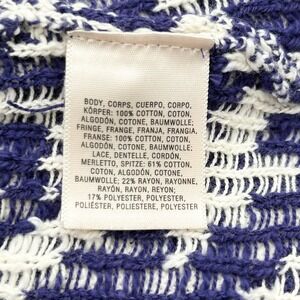 BODY, CORPS, CUERPO, CORPO,
KÖRPER: 100% COTTON, COTON,
ALGODÓN, COTONE, BAUMWOLLE;
FRINGE, FRANGE, FRANJA, FRANGIA,
FRANSE: 100% COTTON, COTON,
ALGODÓN, COTONE, BAUMWOLLE;
LACE, DENTELLE, CORDÓN,
MERLETTO, SPITZE: 61% COTTON,
COTON, ALGODÓN, COTONE,
BAUMWOLLE; 22% RAYON, RAYONNE,
RAYÓN, RAYON, REYON;
17% POLYESTER, POLYESTER,
POLIÉSTER, POLIESTERE, POLYESTER